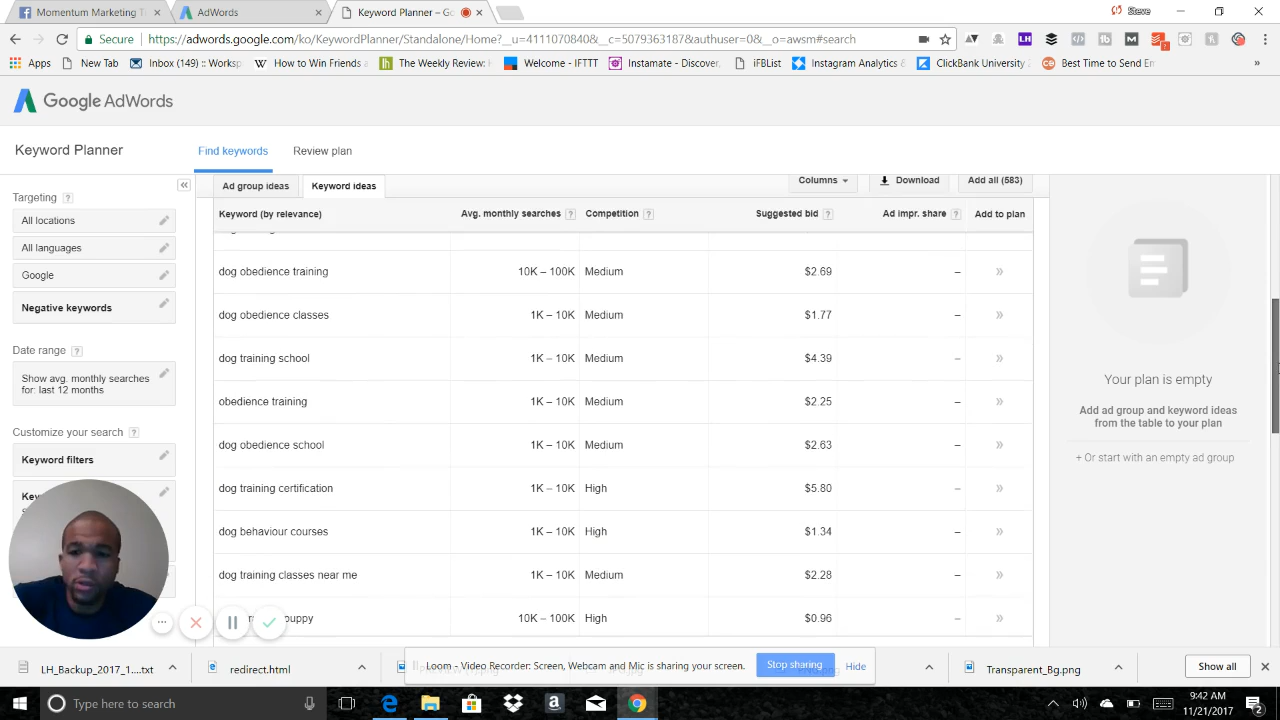 Momentum Marketing T
AdWords
Keyword Planner – Go
Steve
Secure
https://adwords.google.com/ko/KeywordPlanner/Standalone/Home?__u=4111070840&__c=5079363187&authuser=0&__o=awsm#search
Apps
New Tab
Inbox (149) :: Worksp
How to Win Friends a
The Weekly Review:
Welcome - IFTTT
Instamate - Discover,
iFBList
Instagram Analytics &
ClickBank University
Best Time to Send Em
Google AdWords
Keyword Planner
Find keywords
Review plan
Targeting ?
All locations
All languages
Google
Negative keywords
Date range ?
Show avg. monthly searches
for: last 12 months
Customize your search ?
Keyword filters
Ad group ideas
Keyword ideas
Columns
Download
Add all (583)
Keyword (by relevance) Avg. monthly searches ? Competition ? Suggested bid ? Ad impr. share ? Add to plan
dog obedience training 10K – 100K Medium $2.69 – »
dog obedience classes 1K – 10K Medium $1.77 – »
dog training school 1K – 10K Medium $4.39 – »
obedience training 1K – 10K Medium $2.25 – »
dog obedience school 1K – 10K Medium $2.63 – »
dog training certification 1K – 10K High $5.80 – »
dog behaviour courses 1K – 10K High $1.34 – »
dog training classes near me 1K – 10K Medium $2.28 – »
puppy 10K – 100K High $0.96 – »
Your plan is empty
Add ad group and keyword ideas
from the table to your plan
+ Or start with an empty ad group
LH_Backup_2017_1....txt
redirect.html
Loom - Video Recorder: Screen, Webcam and Mic is sharing your screen.
Stop sharing
Hide
Transparent_Bg.png
Show all
Type here to search
9:42 AM
11/21/2017